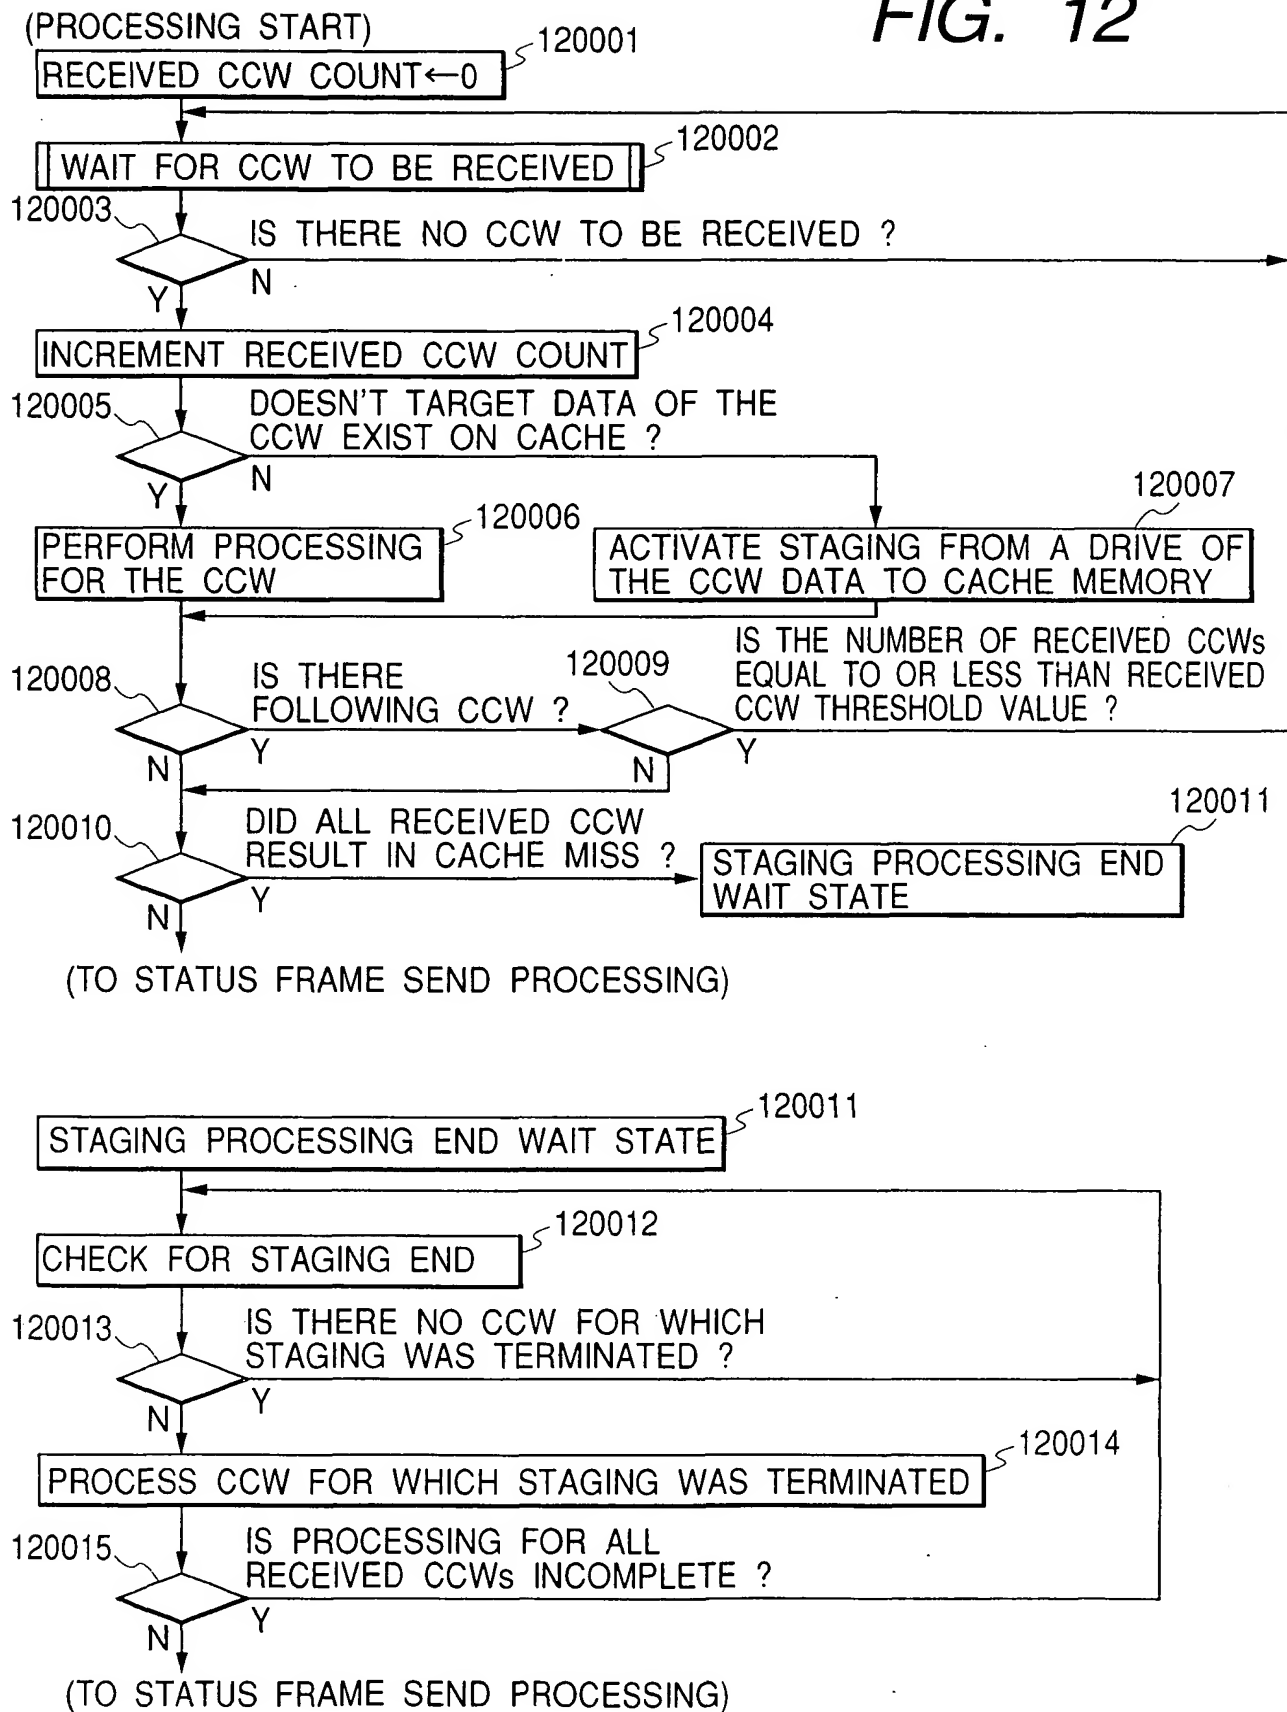 FIG. 12
(PROCESSING START)
120001
RECEIVED CCW COUNT←0
120002
WAIT FOR CCW TO BE RECEIVED
120003
IS THERE NO CCW TO BE RECEIVED ?
N
Y
120004
INCREMENT RECEIVED CCW COUNT
120005
DOESN'T TARGET DATA OF THE
CCW EXIST ON CACHE ?
N
Y
120006
PERFORM PROCESSING
FOR THE CCW
120007
ACTIVATE STAGING FROM A DRIVE OF
THE CCW DATA TO CACHE MEMORY
120008
IS THERE
FOLLOWING CCW ?
Y
N
120009
IS THE NUMBER OF RECEIVED CCWs
EQUAL TO OR LESS THAN RECEIVED
CCW THRESHOLD VALUE ?
Y
N
120010
DID ALL RECEIVED CCW
RESULT IN CACHE MISS ?
Y
N
120011
STAGING PROCESSING END
WAIT STATE
(TO STATUS FRAME SEND PROCESSING)
120011
STAGING PROCESSING END WAIT STATE
120012
CHECK FOR STAGING END
120013
IS THERE NO CCW FOR WHICH
STAGING WAS TERMINATED ?
Y
N
120014
PROCESS CCW FOR WHICH STAGING WAS TERMINATED
120015
IS PROCESSING FOR ALL
RECEIVED CCWs INCOMPLETE ?
Y
N
(TO STATUS FRAME SEND PROCESSING)